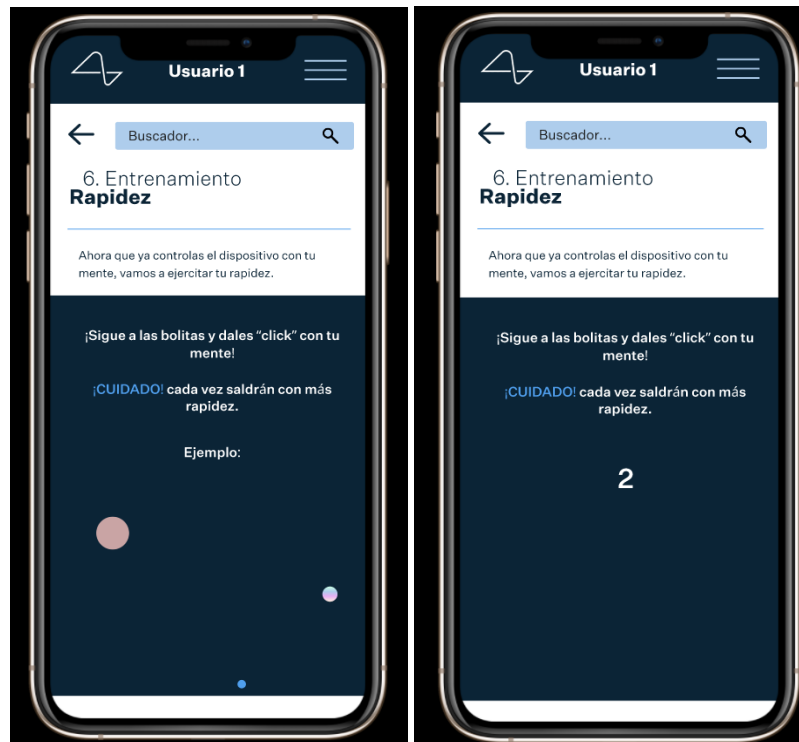 Usuario 1
Buscador...
6. Entrenamiento
Rapidez
Ahora que ya controlas el dispositivo con tu
mente, vamos a ejercitar tu rapidez.
¡Sigue a las bolitas y dales “click” con tu
mente!
¡CUIDADO! cada vez saldrán con más
rapidez.
Ejemplo:
Usuario 1
Buscador...
6. Entrenamiento
Rapidez
Ahora que ya controlas el dispositivo con tu
mente, vamos a ejercitar tu rapidez.
¡Sigue a las bolitas y dales “click” con tu
mente!
¡CUIDADO! cada vez saldrán con más
rapidez.
2